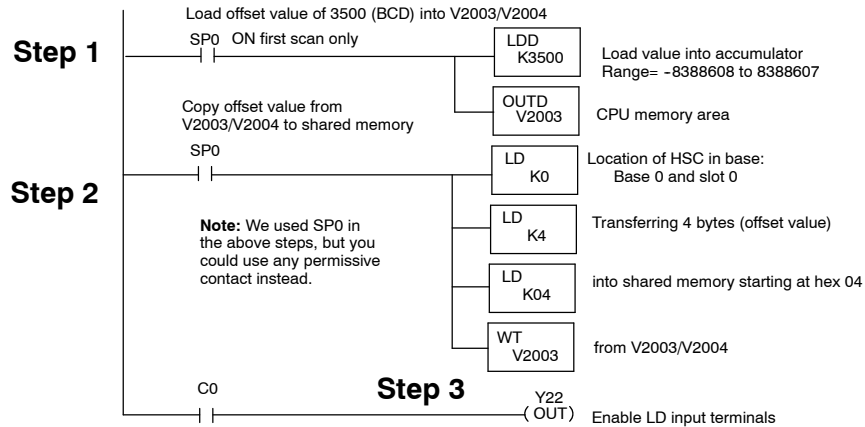 Load offset value of 3500 (BCD) into V2003/V2004
Step 1
SP0 ON first scan only
LDD
K3500
Load value into accumulator
Range= -8388608 to 8388607
OUTD
V2003
CPU memory area
Copy offset value from
V2003/V2004 to shared memory
SP0
Step 2
LD
K0
Location of HSC in base:
Base 0 and slot 0
Note: We used SP0 in
the above steps, but you
could use any permissive
contact instead.
LD
K4
Transferring 4 bytes (offset value)
LD
K04
into shared memory starting at hex 04
WT
V2003
from V2003/V2004
C0
Step 3
Y22
( OUT )
Enable LD input terminals